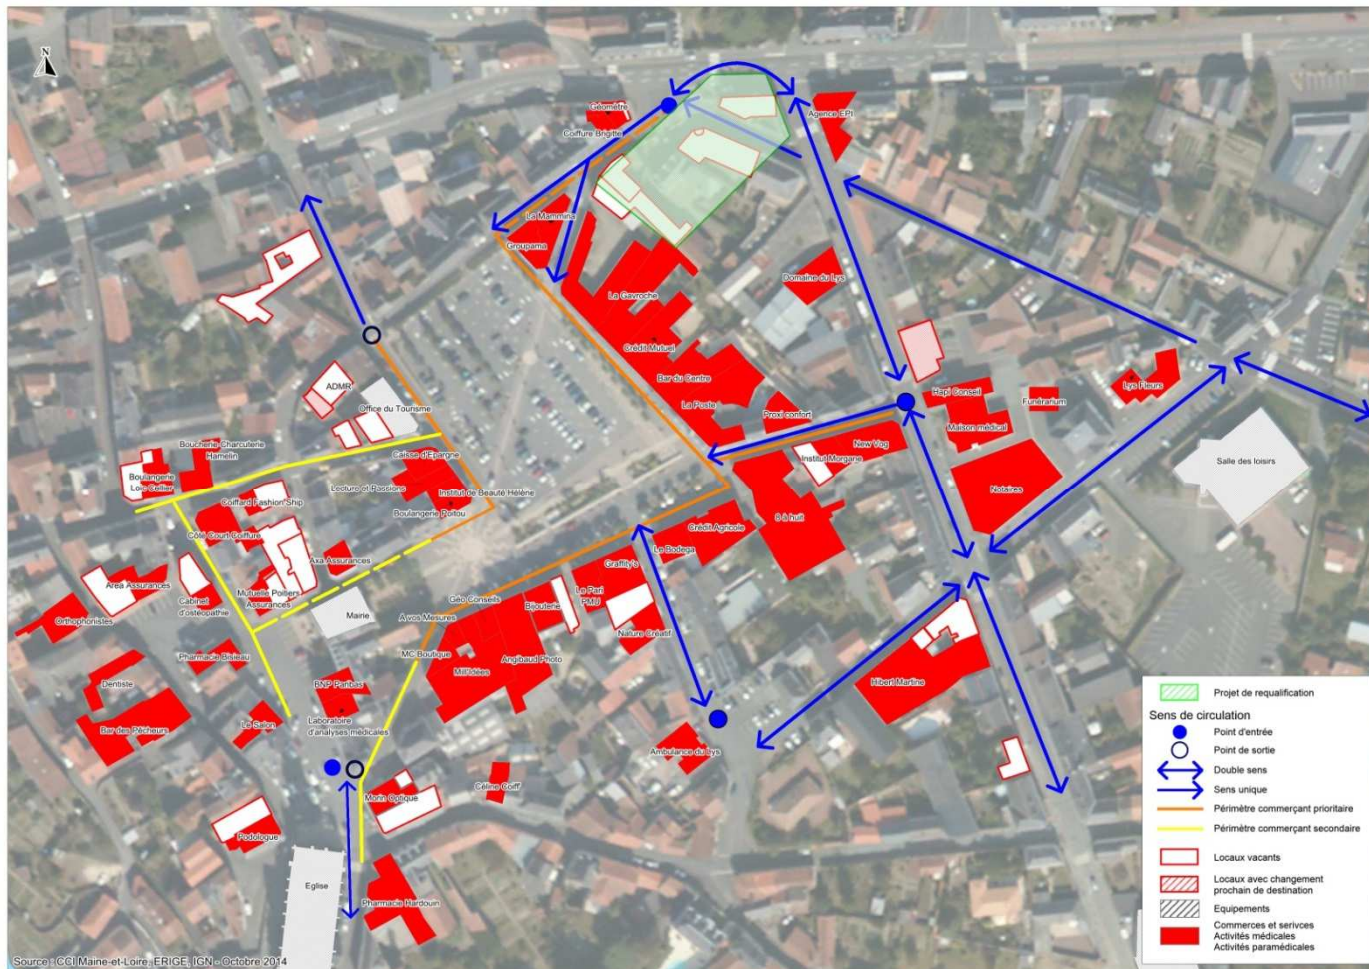 N
Géomètre
Coiffure Brigitte
Agence EPI
La Mammina
Groupama
Domaine du Lys
La Gavroche
Crédit Mutuel
Bar du Centre
La Poste
Proxi confort
Hapi Conseil
Maison médical
Funérarium
Lys Fleurs
ADMR
Office du Tourisme
New Vog
Institut Morgane
Salle des loisirs
Notaires
Boucherie-Charcuterie
Hamelin
Boulangerie
Loïc Cellier
Caisse d'Epargne
Lecture et Passions
Institut de Beauté Hélène
Boulangerie Poitou
Coiffard Fashion Ship
Côté Court Coiffure
8 à huit
Crédit Agricole
Le Bodega
Graffity's
Axa Assurances
Area Assurances
Cabinet
d'ostéopathie
Mutuelle Poitiers
Assurances
Orthophonistes
Mairie
Géo Conseils
A vos Mesures
Bijouterie
Le Pari
PMU
Nature Créatif
MC Boutique
Mill'idées
Angibaud Photo
Pharmacie Bisleau
Dentiste
BNP Paribas
Hibert Martine
Bar des Pêcheurs
Le Salon
Laboratoire
d'analyses médicales
Ambulance du Lys
Céline Coiff
Morin Optique
Podologue
Eglise
Pharmacie Hardouin
Projet de requalification
Sens de circulation
Point d'entrée
Point de sortie
Double sens
Sens unique
Périmètre commerçant prioritaire
Périmètre commerçant secondaire
Locaux vacants
Locaux avec changement
prochain de destination
Equipements
Commerces et serivces
Activités médicales
Activités paramédicales
Source : CCI Maine-et-Loire, ERIGE, IGN - Octobre 2014